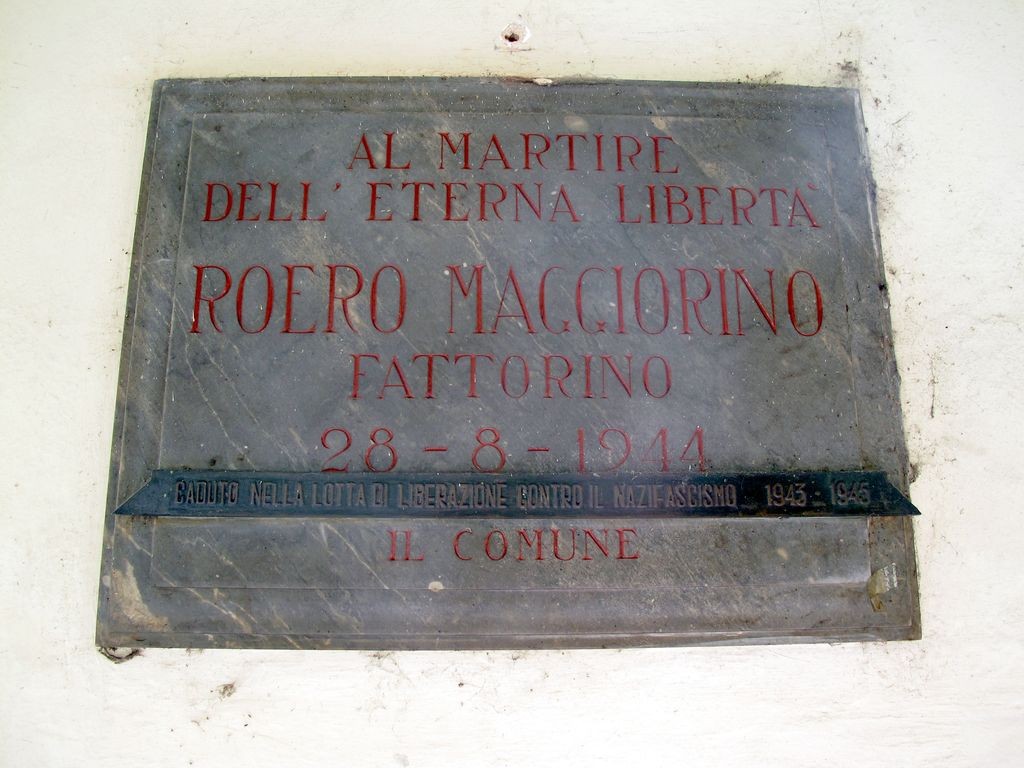 AL MARTIRE
DELL' ETERNA LIBERTÀ
ROERO MAGGIORINO
FATTORINO
28 - 8 - 1944
CADUTO NELLA LOTTA DI LIBERAZIONE CONTRO IL NAZIFASCISMO 1943 - 1945
IL COMUNE